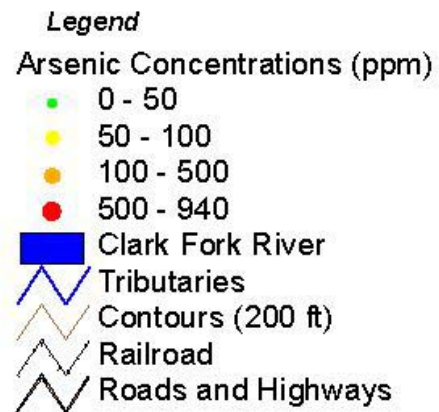 Legend
Arsenic Concentrations (ppm)
0 - 50
50 - 100
100 - 500
500 - 940
Clark Fork River
Tributaries
Contours (200 ft)
Railroad
Roads and Highways